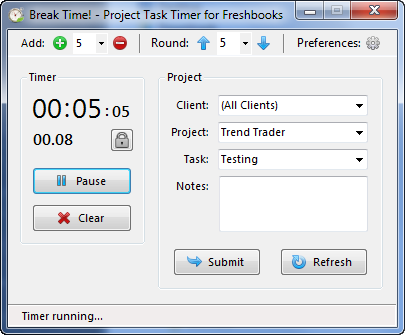 Break Time! - Project Task Timer for Freshbooks
Add: 5 Round: 5 Preferences:
Timer
00:05:05
00.08
Pause
Clear
Project
Client: (All Clients)
Project: Trend Trader
Task: Testing
Notes:
Submit Refresh
Timer running...